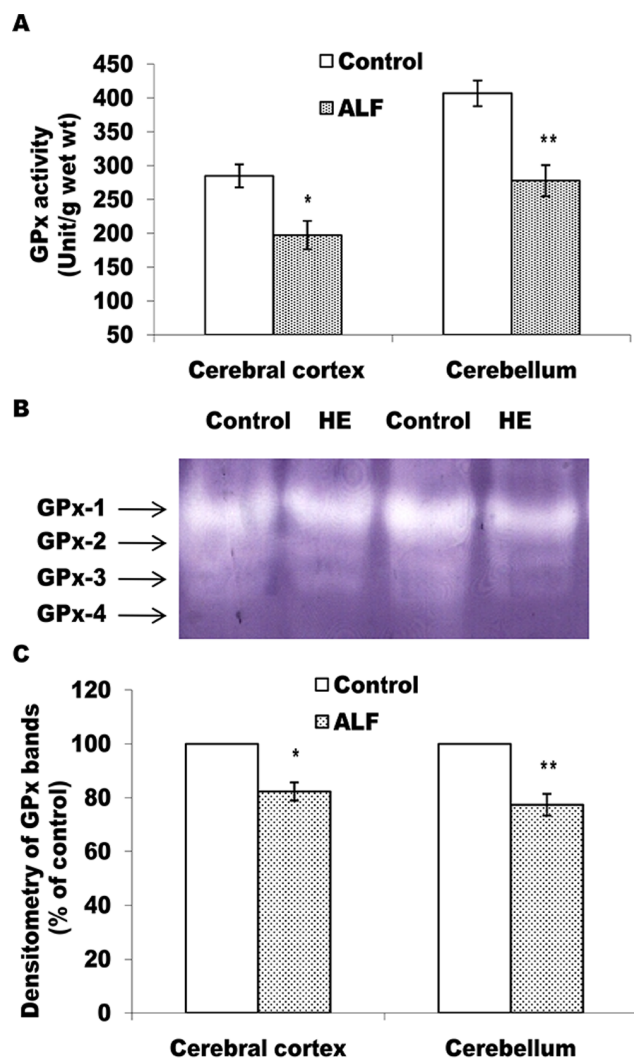 A
Control
ALF
GPx activity
(Unit/g wet wt)
450
400
350
300
250
200
150
100
50
*
**
Cerebral cortex Cerebellum
B
Control HE Control HE
GPx-1
GPx-2
GPx-3
GPx-4
C
Control
ALF
Densitometry of GPx bands
(% of control)
120
100
80
60
40
20
0
*
**
Cerebral cortex Cerebellum